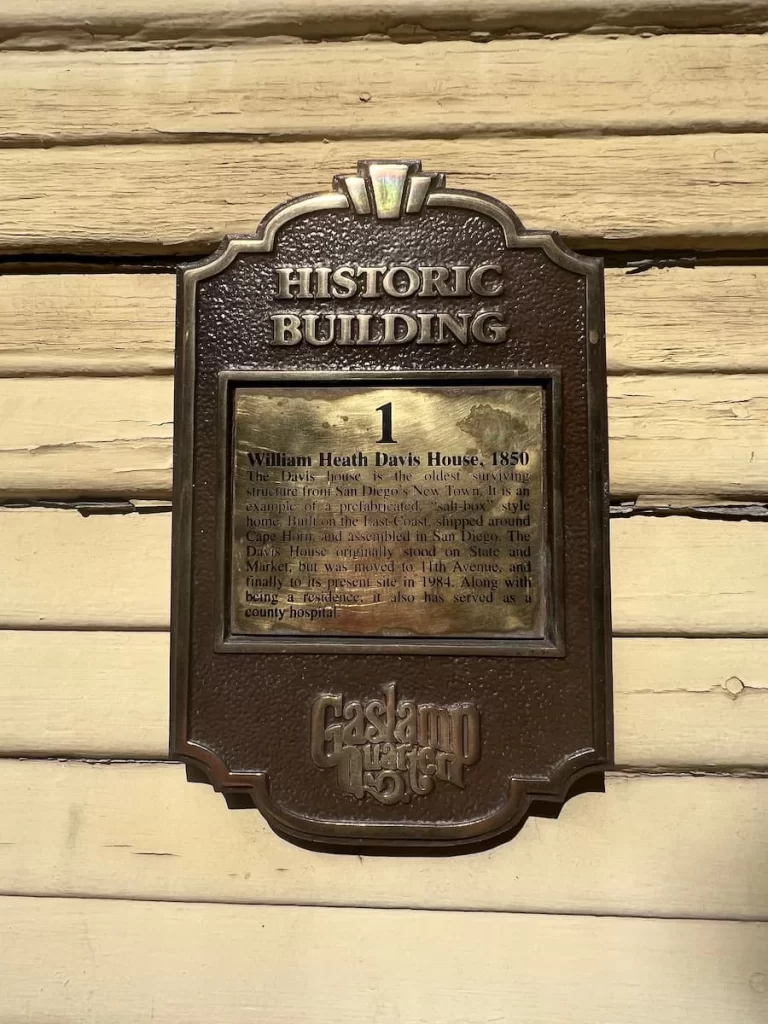 HISTORIC
BUILDING
1
William Heath Davis House, 1850
The Davis house is the oldest surviving
structure from San Diego's New Town. It is an
example of a prefabricated, "salt-box" style
home. Built on the East Coast, shipped around
Cape Horn, and assembled in San Diego. The
Davis House originally stood on State and
Market, but was moved to 11th Avenue, and
finally to its present site in 1984. Along with
being a residence, it also has served as a
county hospital.
Gaslamp
Quarter